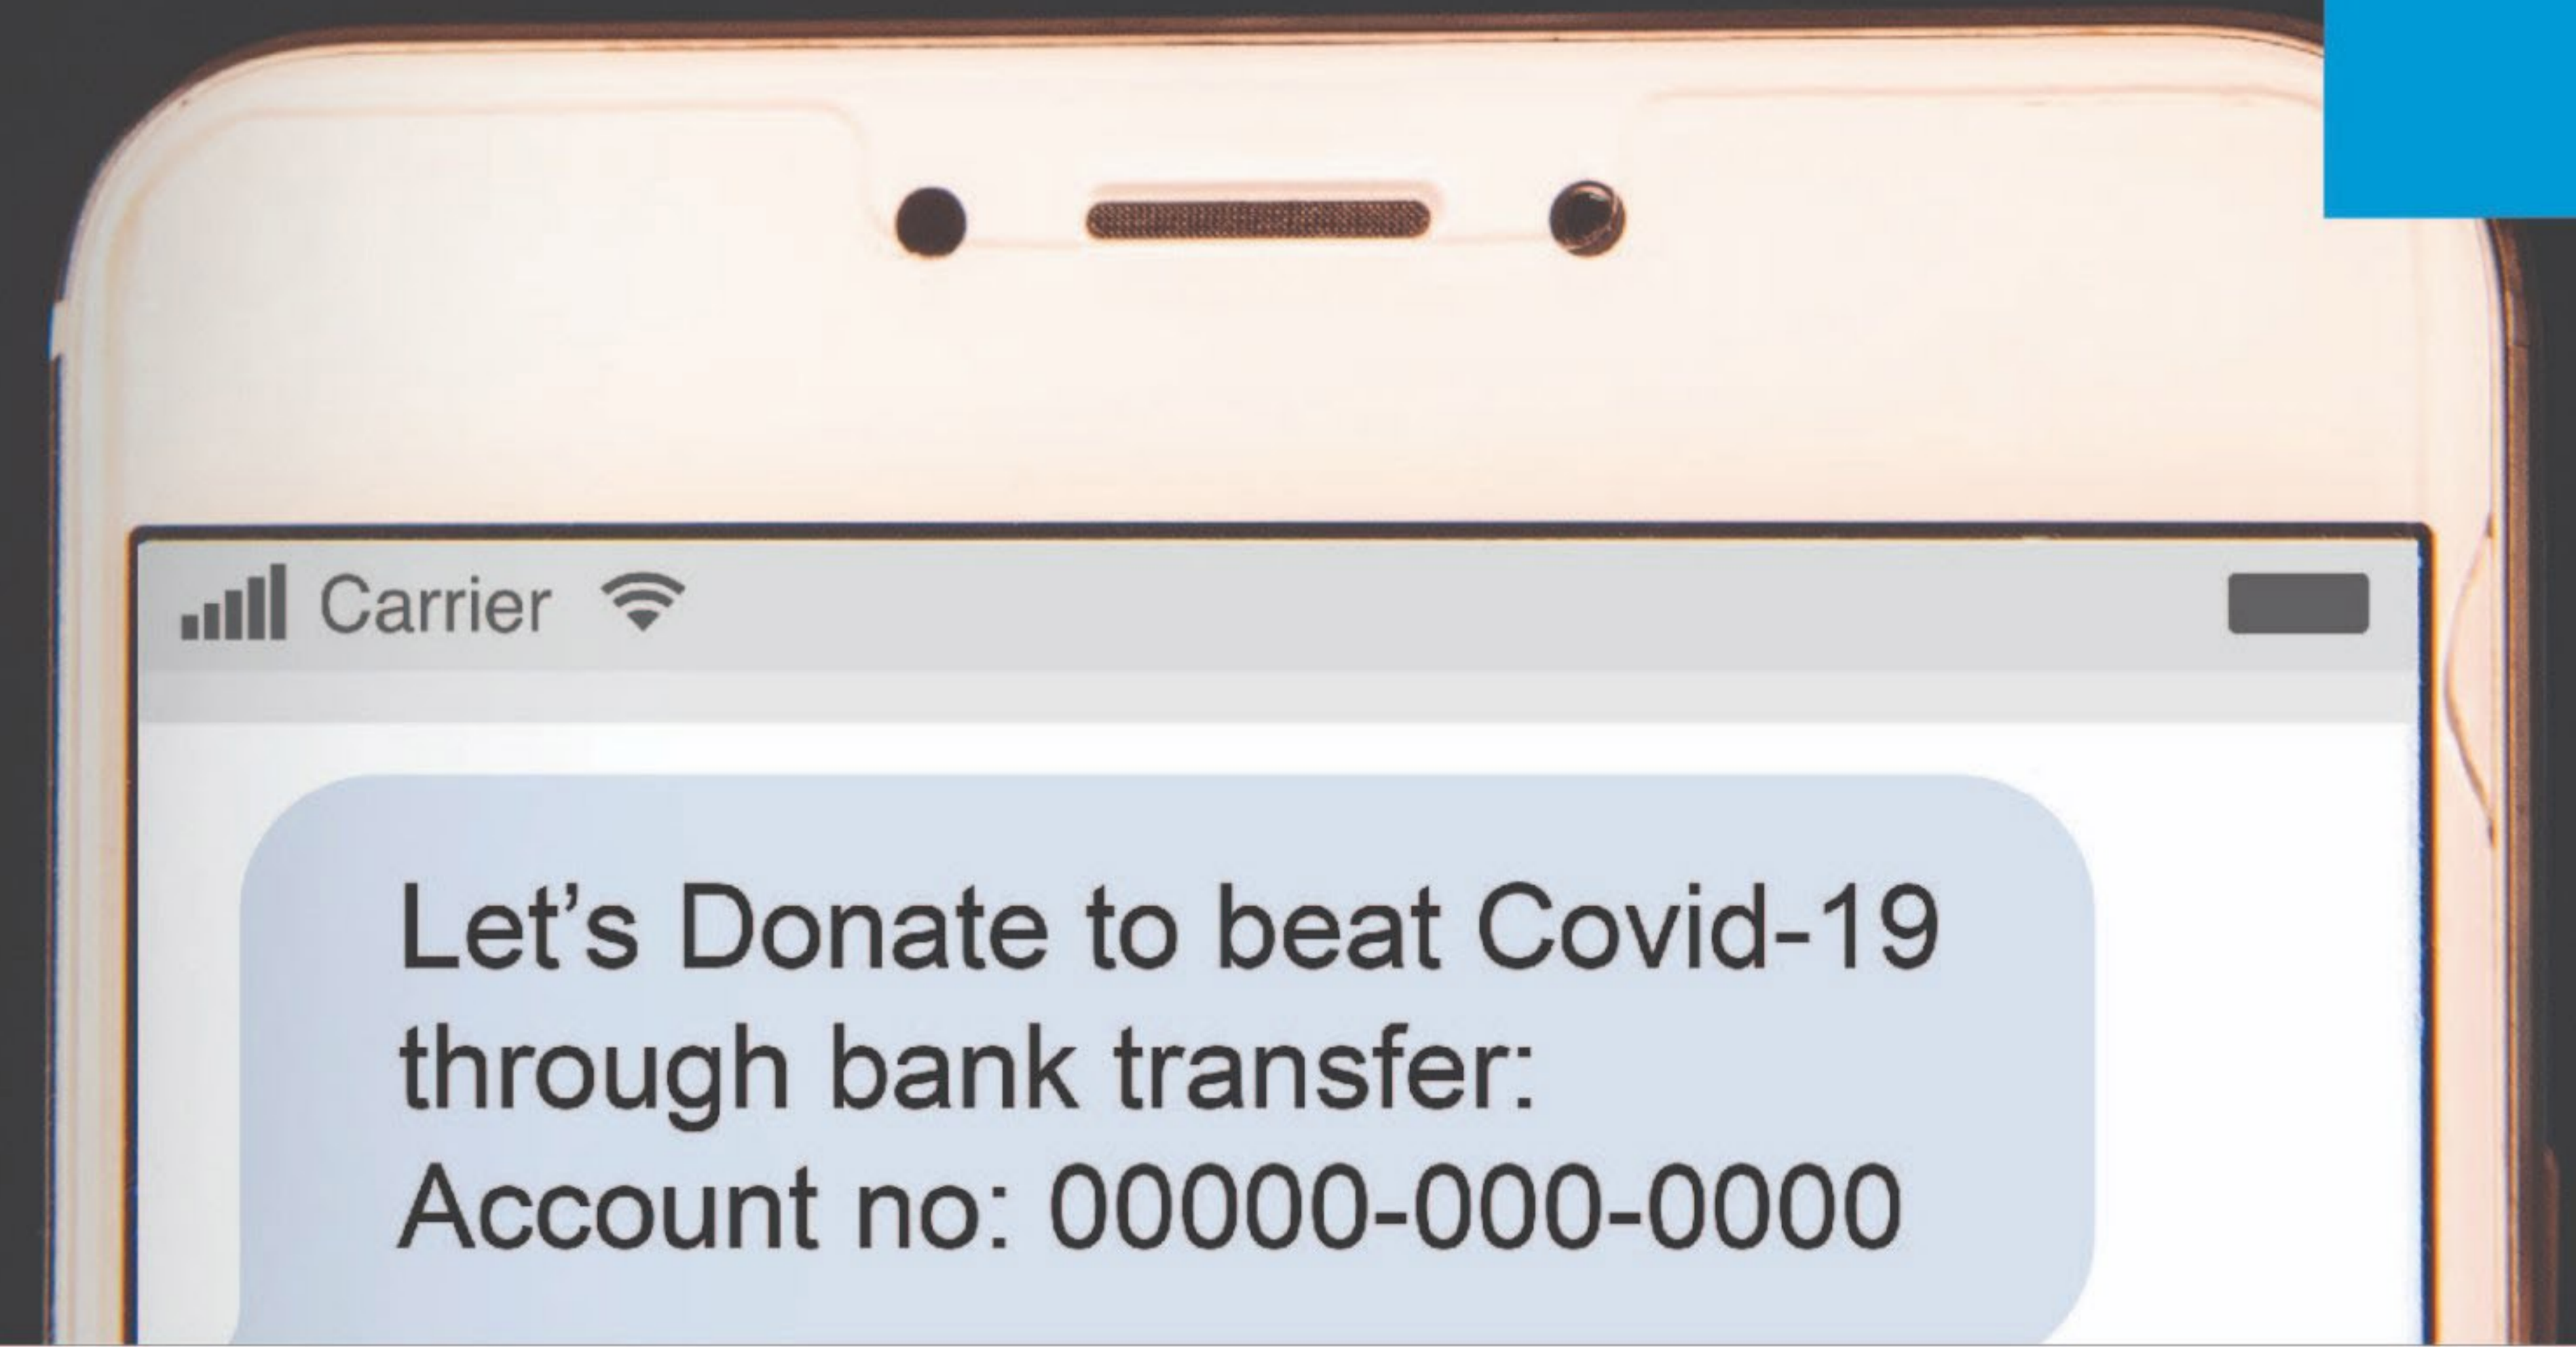 Carrier
Let’s Donate to beat Covid-19
through bank transfer:
Account no: 00000-000-0000